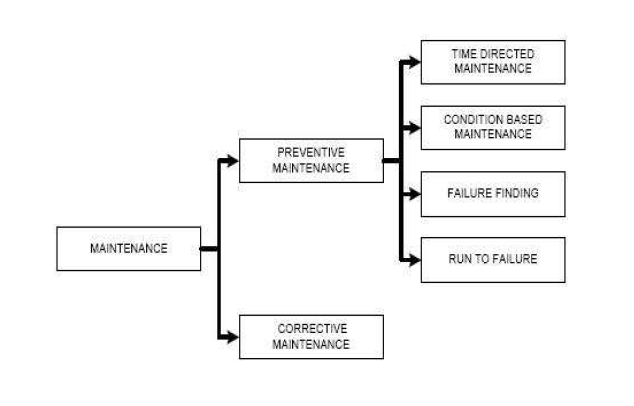 TIME DIRECTED
MAINTENANCE
CONDITION BASED
MAINTENANCE
PREVENTIVE
MAINTENANCE
FAILURE FINDING
MAINTENANCE
RUN TO FAILURE
CORRECTIVE
MAINTENANCE